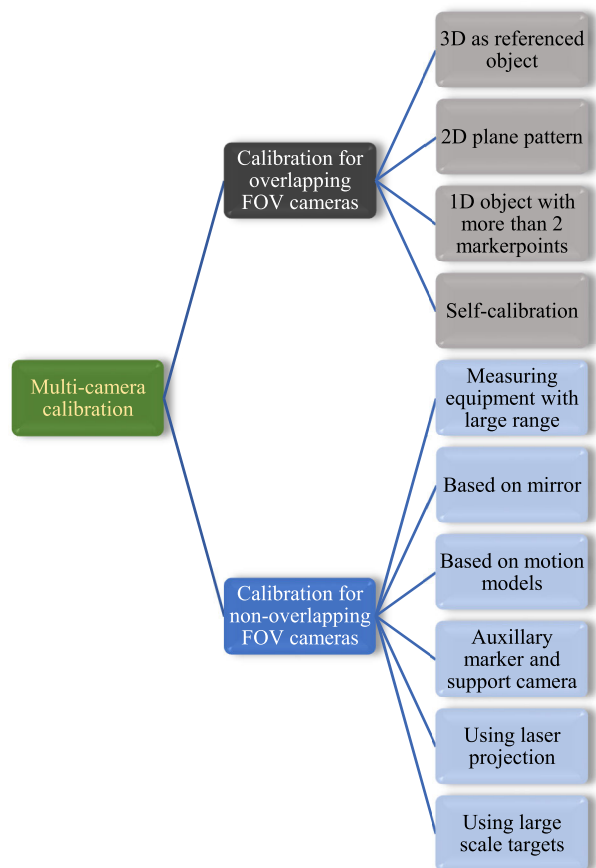 Multi-camera
calibration
Calibration for
overlapping
FOV cameras
3D as referenced
object
2D plane pattern
1D object with
more than 2
markerpoints
Self-calibration
Calibration for
non-overlapping
FOV cameras
Measuring
equipment with
large range
Based on mirror
Based on motion
models
Auxillary
marker and
support camera
Using laser
projection
Using large
scale targets